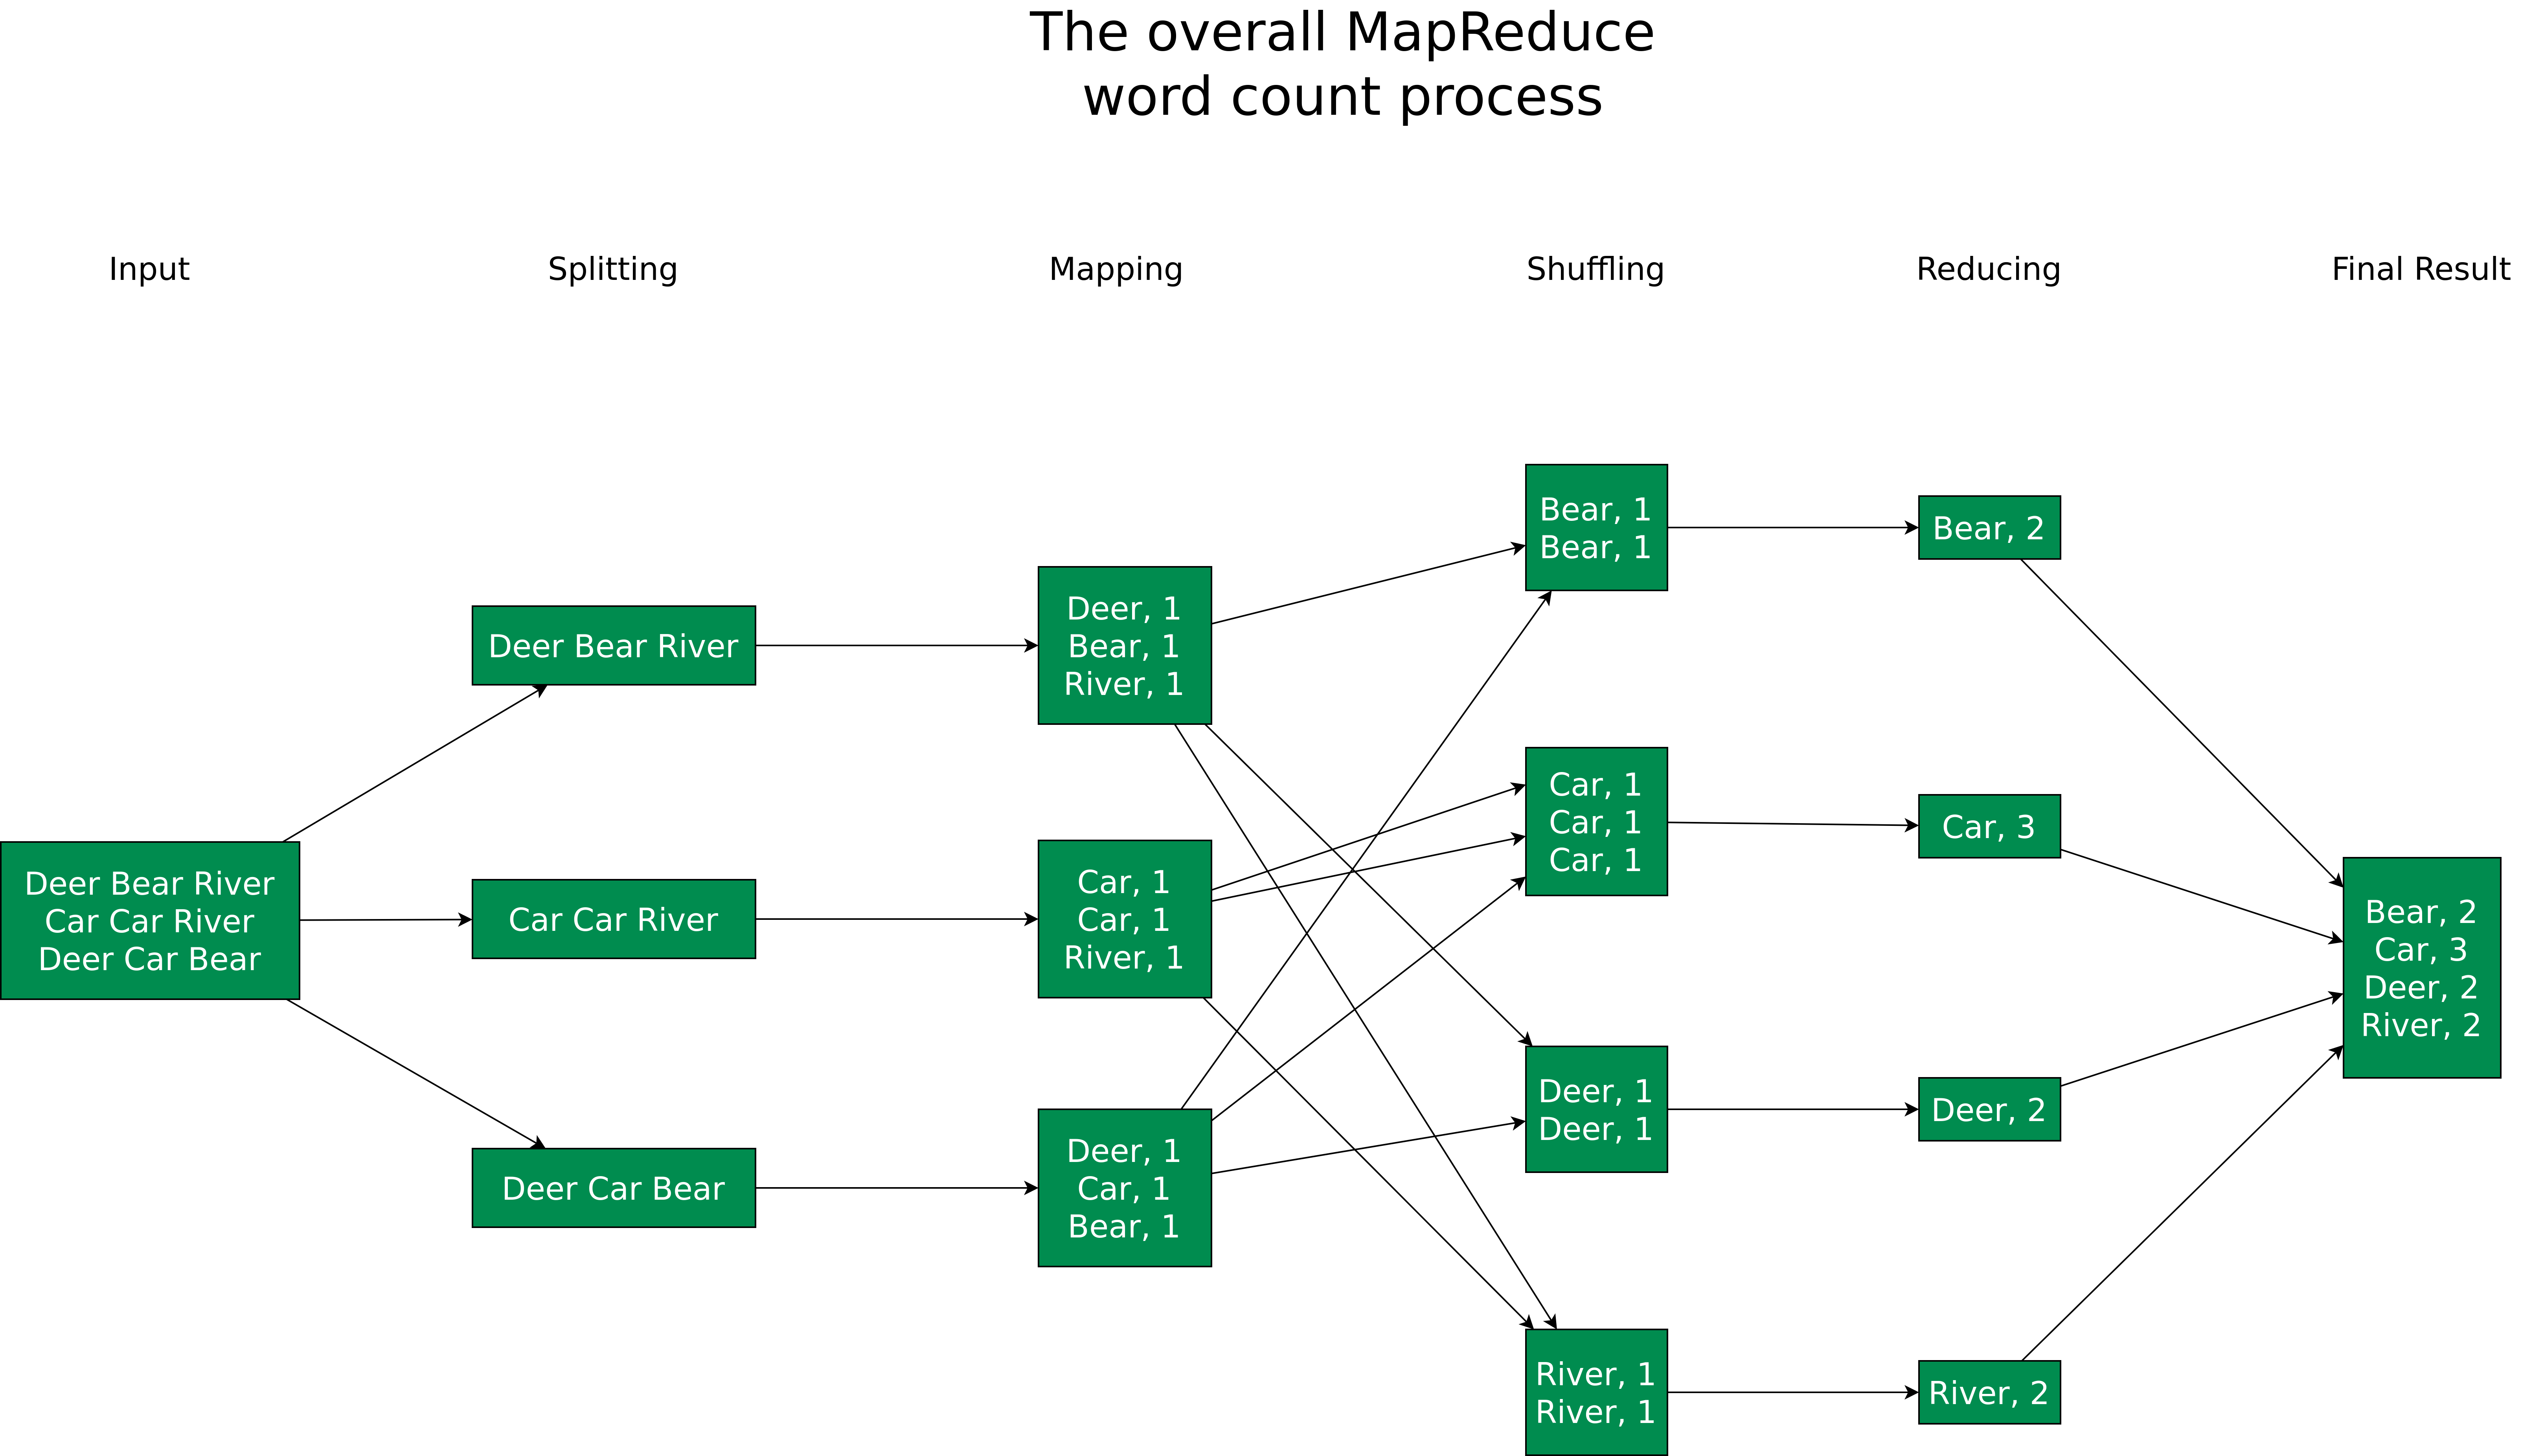 The overall MapReduce
word count process
Input
Splitting
Mapping
Shuffling
Reducing
Final Result
Deer Bear River
Car Car River
Deer Car Bear
Deer Bear River
Car Car River
Deer Car Bear
Deer, 1
Bear, 1
River, 1
Car, 1
Car, 1
River, 1
Deer, 1
Car, 1
Bear, 1
Bear, 1
Bear, 1
Car, 1
Car, 1
Car, 1
Deer, 1
Deer, 1
River, 1
River, 1
Bear, 2
Car, 3
Deer, 2
River, 2
Bear, 2
Car, 3
Deer, 2
River, 2